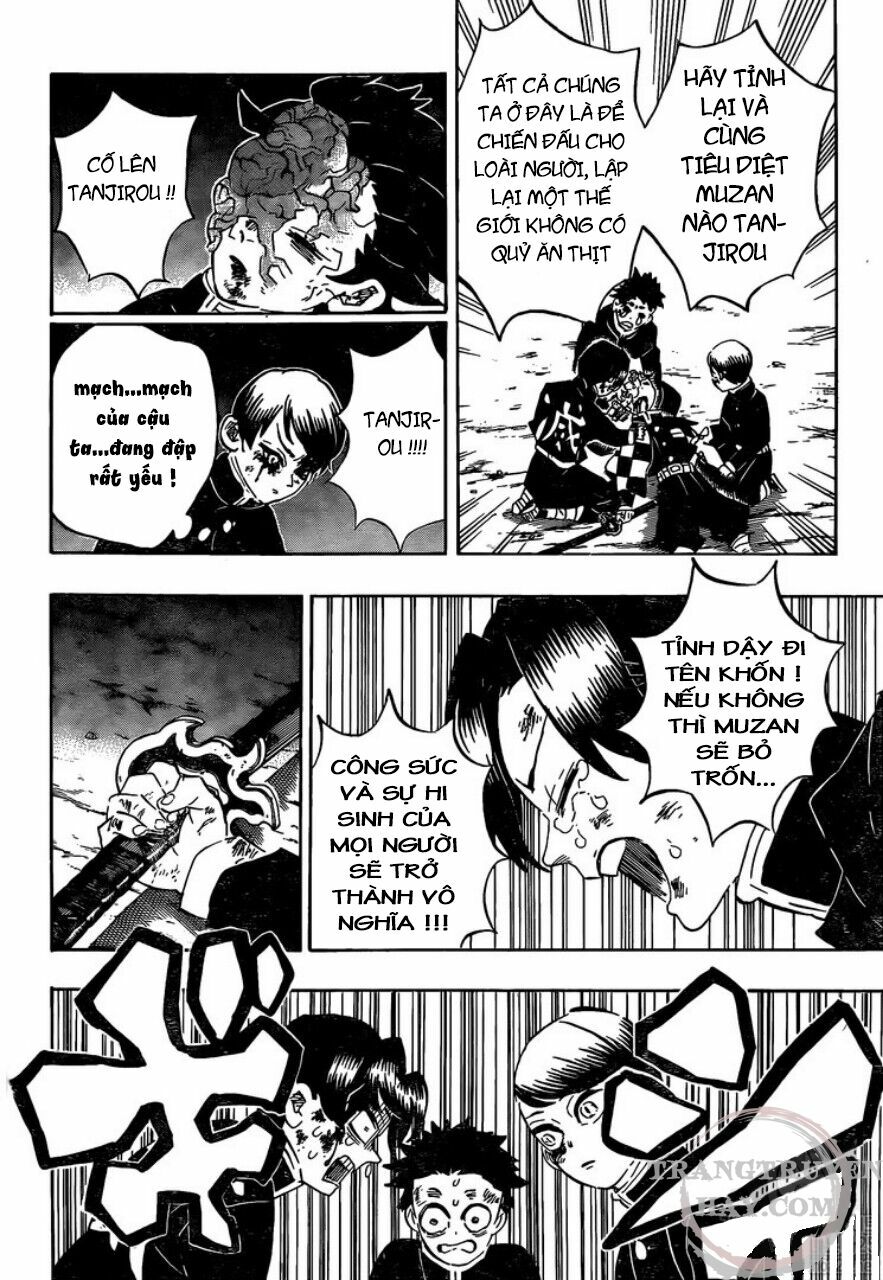 HÃY TỈNH
LẠI VÀ
CÙNG
TIÊU DIỆT
MUZAN
NÀO TAN-
JIROU
TẤT CẢ CHÚNG
TA Ở ĐÂY LÀ ĐỂ
CHIẾN ĐẤU CHO
LOÀI NGƯỜI, LẬP
LẠI MỘT THẾ
GIỚI KHÔNG CÓ
QUỶ ĂN THỊT
CỐ LÊN
TANJIROU !!
TANJIR-
OU !!!!
mạch...mạch
của cậu
ta...đang đập
rất yếu !
TỈNH DẬY ĐI
TÊN KHỐN !
NẾU KHÔNG
THÌ MUZAN
SẼ BỎ
TRỐN...
CÔNG SỨC
VÀ SỰ HI
SINH CỦA
MỌI NGƯỜI
SẼ TRỞ
THÀNH VÔ
NGHĨA !!!
ギシ
TRANGTRUYEN
HAY.COM